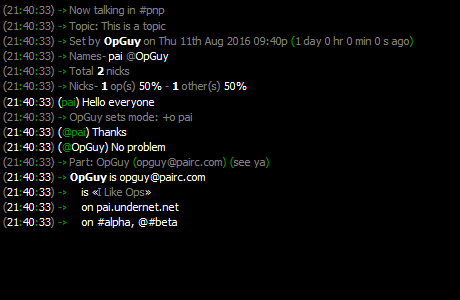 (21:40:33) -> Now talking in #pnp
(21:40:33) -> Topic: This is a topic
(21:40:33) -> Set by OpGuy on Thu 11th Aug 2016 09:40p (1 day 0 hr 0 min 0 s ago)
(21:40:33) -> Names- pai @OpGuy
(21:40:33) -> Total 2 nicks
(21:40:33) -> Nicks- 1 op(s) 50% - 1 other(s) 50%
(21:40:33) (pai) Hello everyone
(21:40:33) -> OpGuy sets mode: +o pai
(21:40:33) (@pai) Thanks
(21:40:33) (@OpGuy) No problem
(21:40:33) -> Part: OpGuy (opguy@pairc.com) (see ya)
(21:40:33) -> OpGuy is opguy@pairc.com
(21:40:33) -> is «I Like Ops»
(21:40:33) -> on pai.undernet.net
(21:40:33) -> on #alpha, @#beta